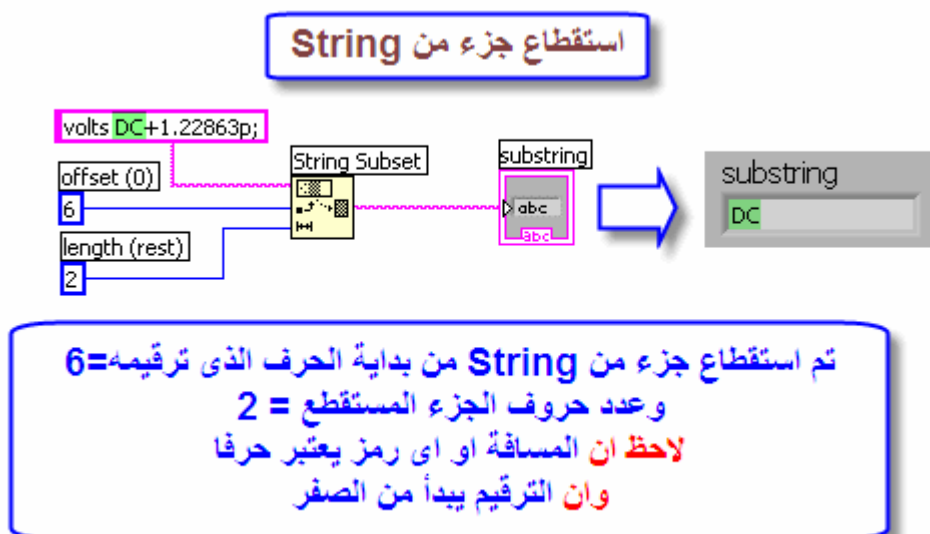 استقطاع جزء من String
volts DC+1.22863p;
offset (0)
6
length (rest)
2
String Subset
substring
abc
abc
substring
DC
تم استقطاع جزء من String من بداية الحرف الذى ترقيمه=6
وعدد حروف الجزء المستقطع = 2
لاحظ ان المسافة او اى رمز يعتبر حرفا
وان الترقيم يبدأ من الصفر